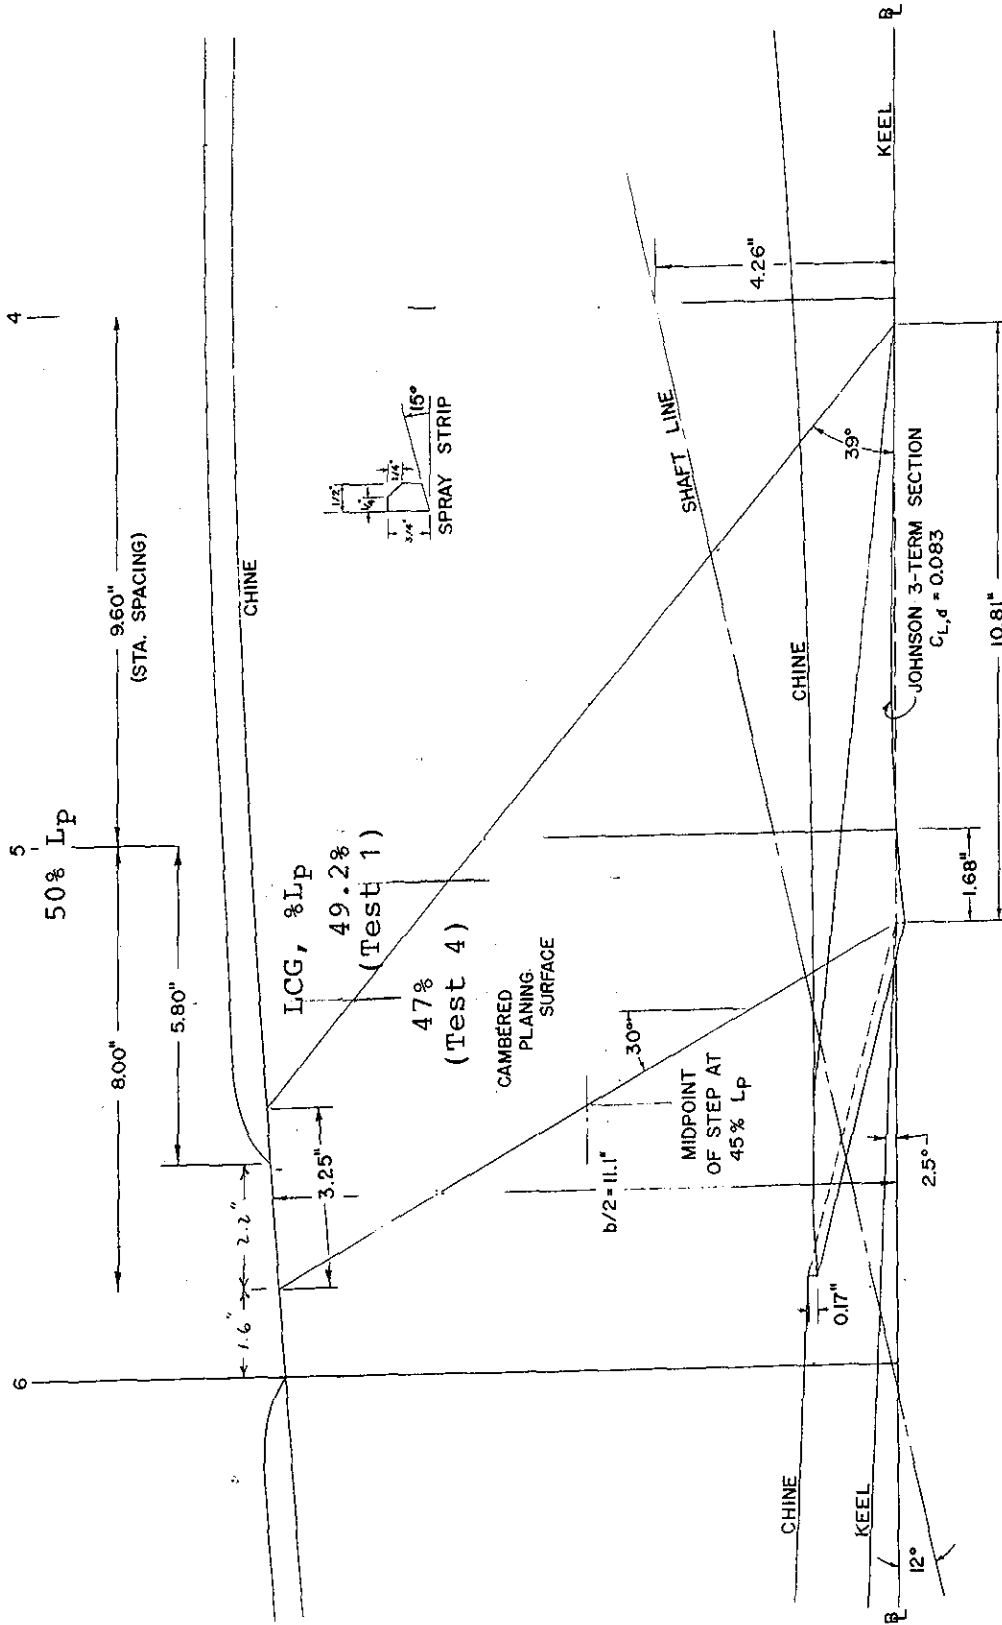 6
5
4
50% Lp
8.00"
9.60"
(STA. SPACING)
5.80"
1.6"
2.2"
3.25"
CHINE
LCG, %Lp
49.2%
(Test 1)
47%
(Test 4)
CAMBERED
PLANING
SURFACE
1/2"
1/4"
1/4"
3/4"
15°
SPRAY STRIP
30°
MIDPOINT
OF STEP AT
45% Lp
b/2 = 11.1"
SHAFT LINE
4.26"
39°
CHINE
CHINE
0.17"
KEEL
KEEL
2.5°
12°
1.68"
10.81"
JOHNSON 3-TERM SECTION
CL,d = 0.083
BL
BL